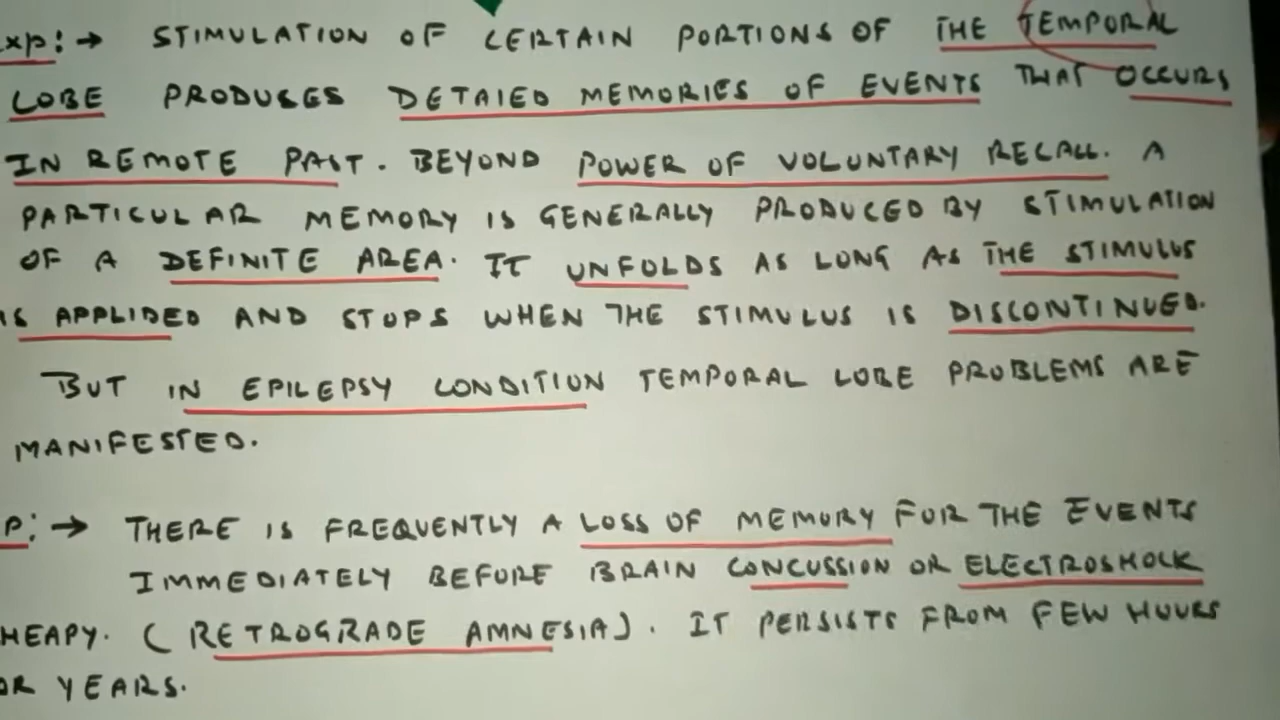 xp:→ STIMULATION OF CERTAIN PORTIONS OF THE TEMPORAL
LOBE PRODUCES DETAIED MEMORIES OF EVENTS THAT OCCURS
IN REMOTE PAST. BEYOND POWER OF VOLUNTARY RECALL. A
PARTICULAR MEMORY IS GENERALLY PRODUCED BY STIMULATION
OF A DEFINITE AREA. IT UNFOLDS AS LONG AS THE STIMULUS
IS APPLIDED AND STOPS WHEN THE STIMULUS IS DISCONTINUED.
BUT IN EPILEPSY CONDITION TEMPORAL LOBE PROBLEMS ARE
MANIFESTED.
P:→ THERE IS FREQUENTLY A LOSS OF MEMORY FOR THE EVENTS
IMMEDIATELY BEFORE BRAIN CONCUSSION OR ELECTROSHOCK
HEAPY. (RETROGRADE AMNESIA). IT PERSISTS FROM FEW HOURS
OR YEARS.